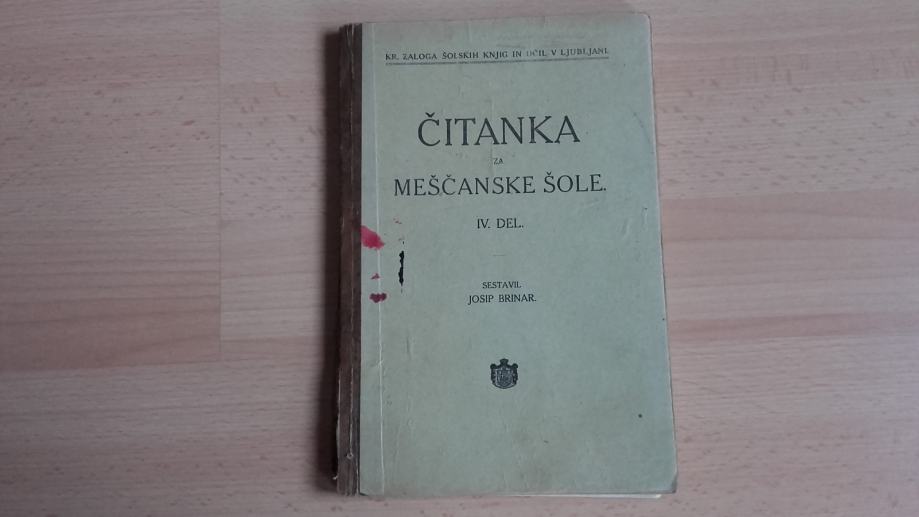 KR. ZALOGA ŠOLSKIH KNJIG IN UČIL V LJUBLJANI.
ČITANKA
ZA
MEŠČANSKE ŠOLE.
IV. DEL.
SESTAVIL
JOSIP BRINAR.